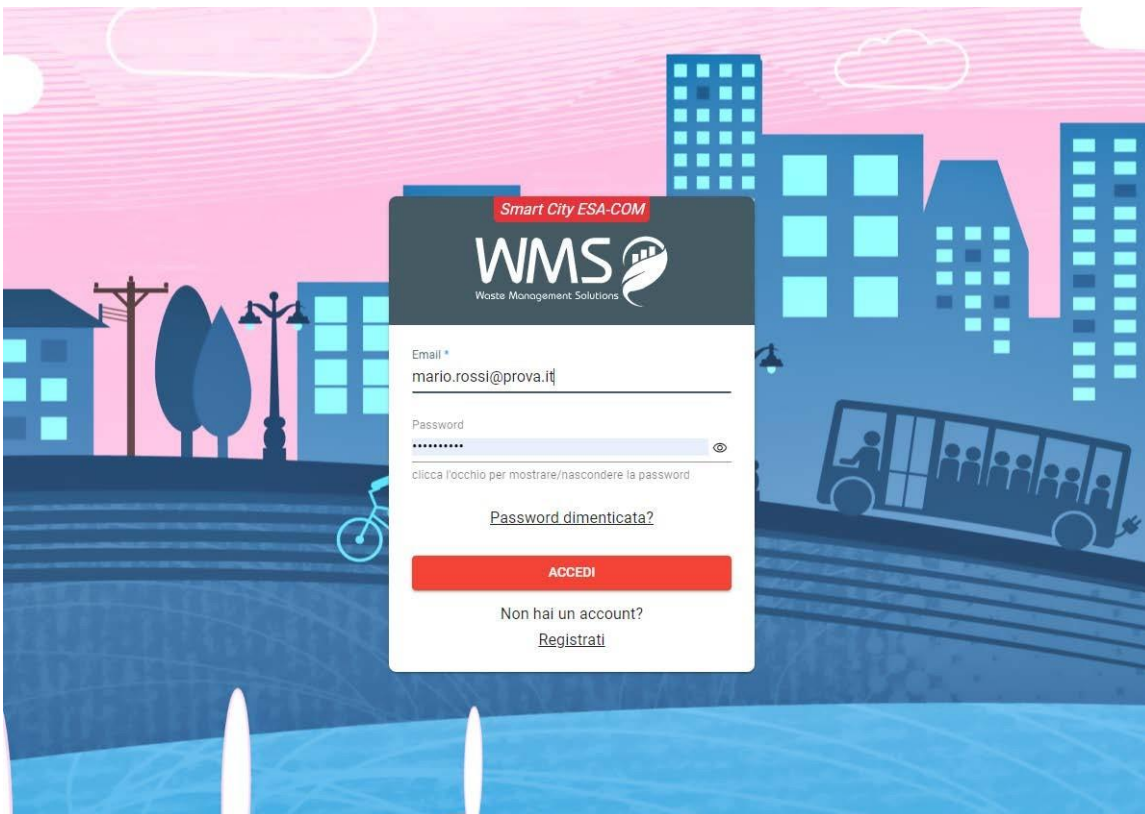 Smart City ESA-COM
WMS
Waste Management Solutions
Email *
mario.rossi@prova.it
Password
••••••••••
clicca l'occhio per mostrare/nascondere la password
Password dimenticata?
ACCEDI
Non hai un account?
Registrati